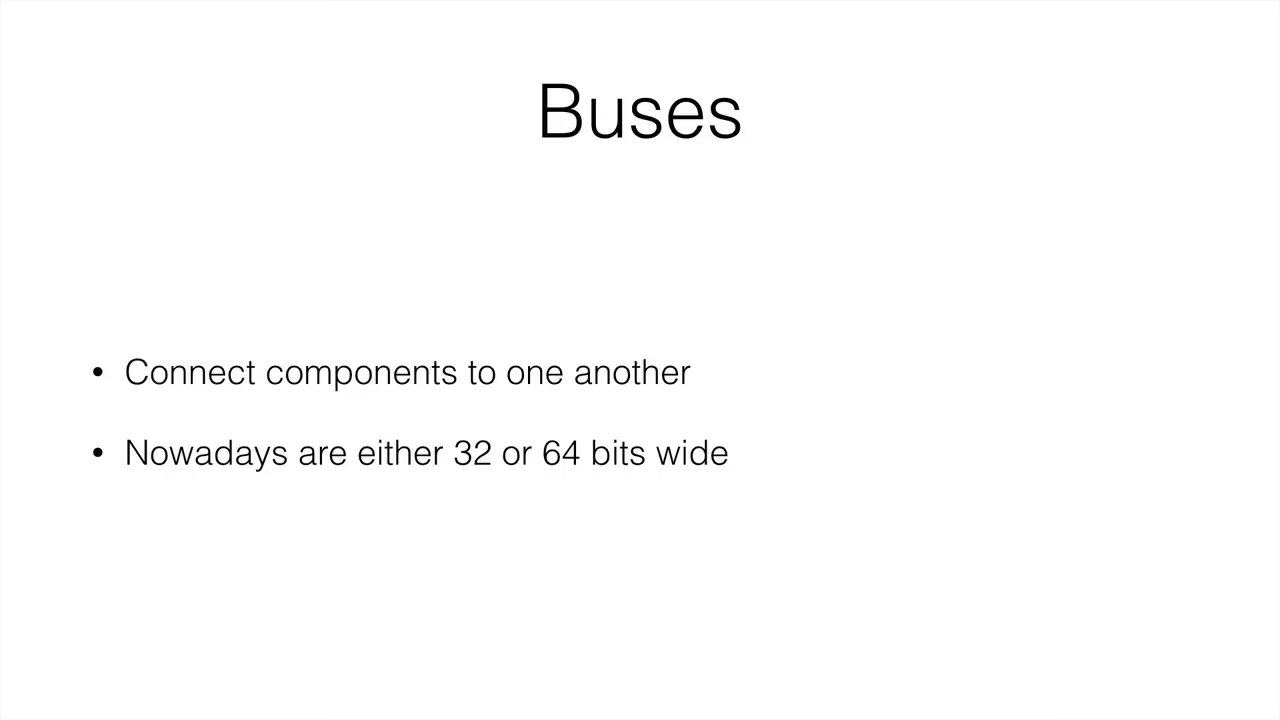 Buses
• Connect components to one another
• Nowadays are either 32 or 64 bits wide